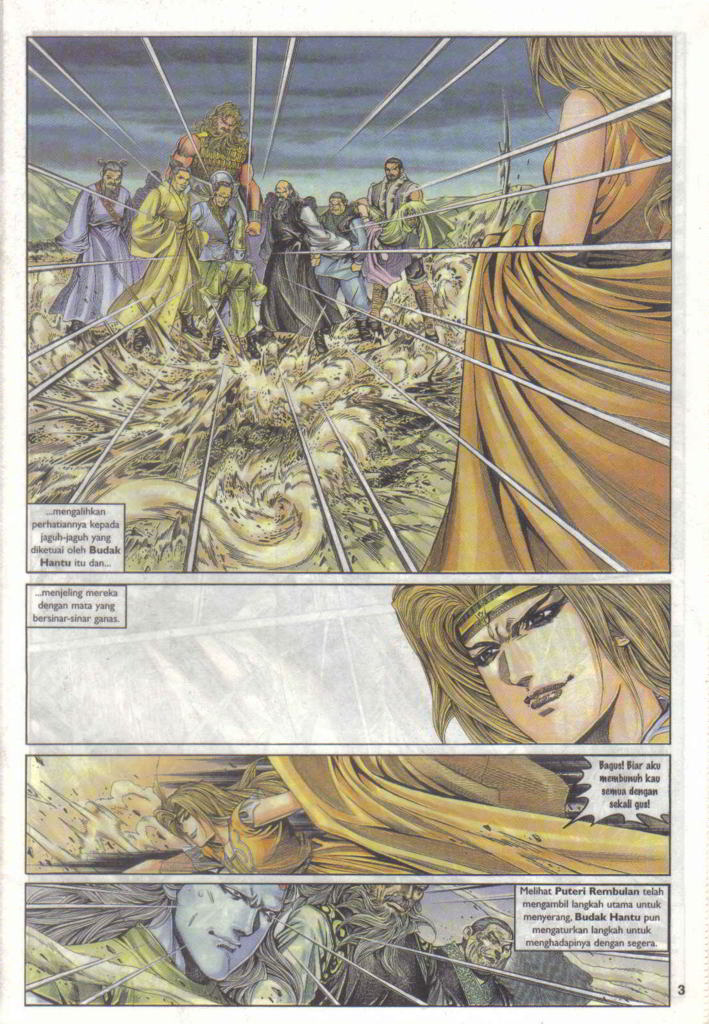 ...mengalihkan
perhatiannya kepada
jaguh-jaguh yang
diketuai oleh Budak
Hantu itu dan...
...menjeling mereka
dengan mata yang
bersinar-sinar ganas.
Bagus! Biar aku
membunuh kau
semua dengan
sekali gus!
Melihat Puteri Rembulan telah
mengambil langkah utama untuk
menyerang, Budak Hantu pun
mengaturkan langkah untuk
menghadapinya dengan segera.
3